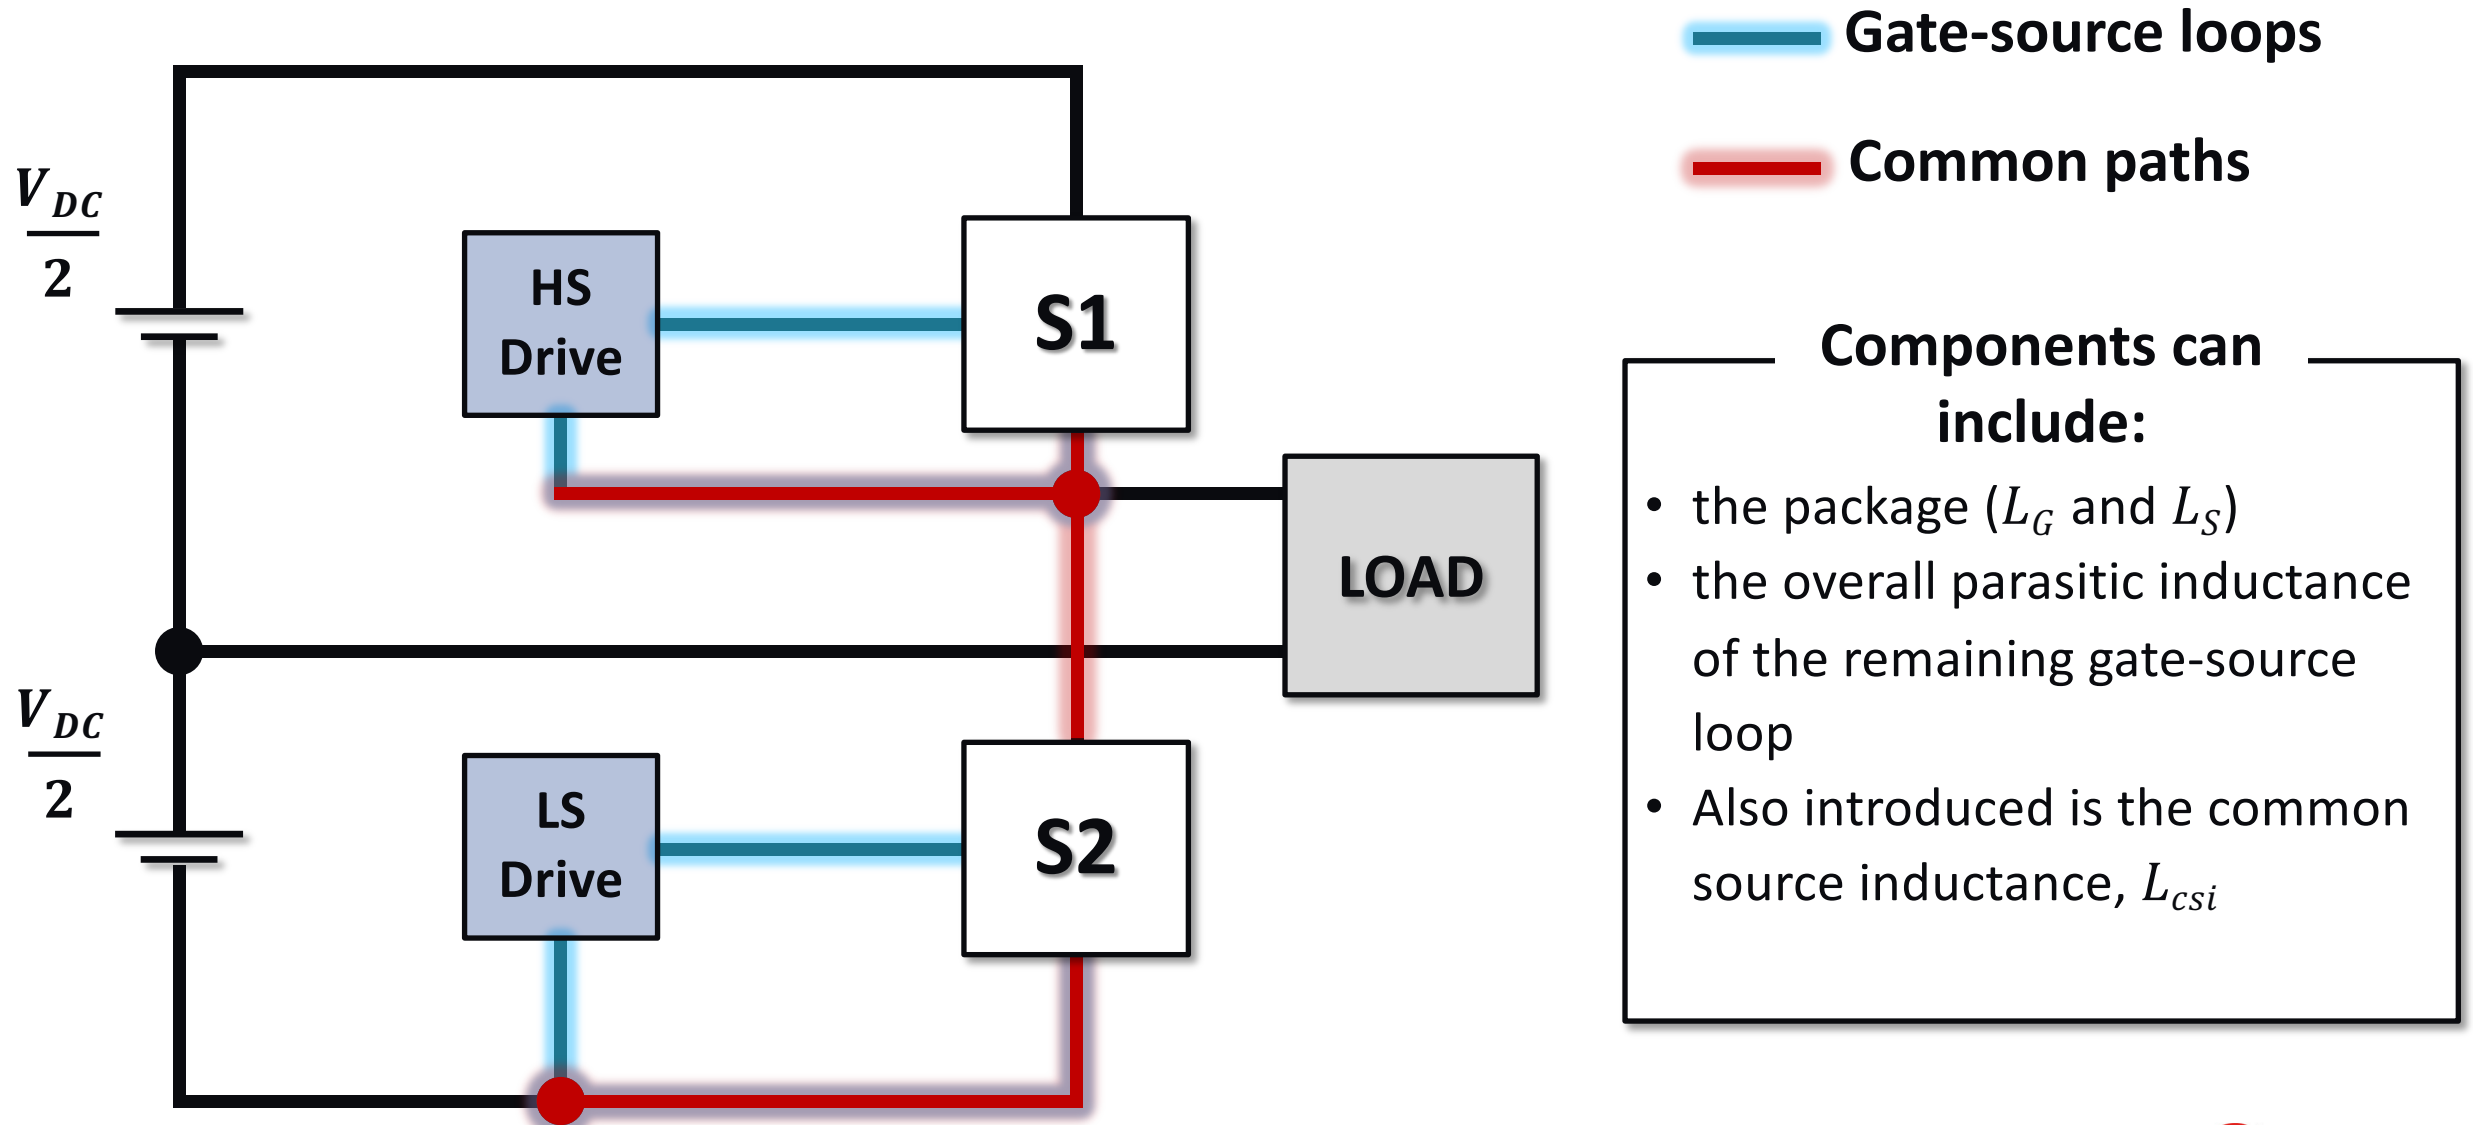 Gate-source loops
Common paths
V_DC
2
HS
Drive
S1
LOAD
V_DC
2
LS
Drive
S2
Components can
include:
• the package (L_G and L_S)
• the overall parasitic inductance
of the remaining gate-source
loop
• Also introduced is the common
source inductance, L_csi